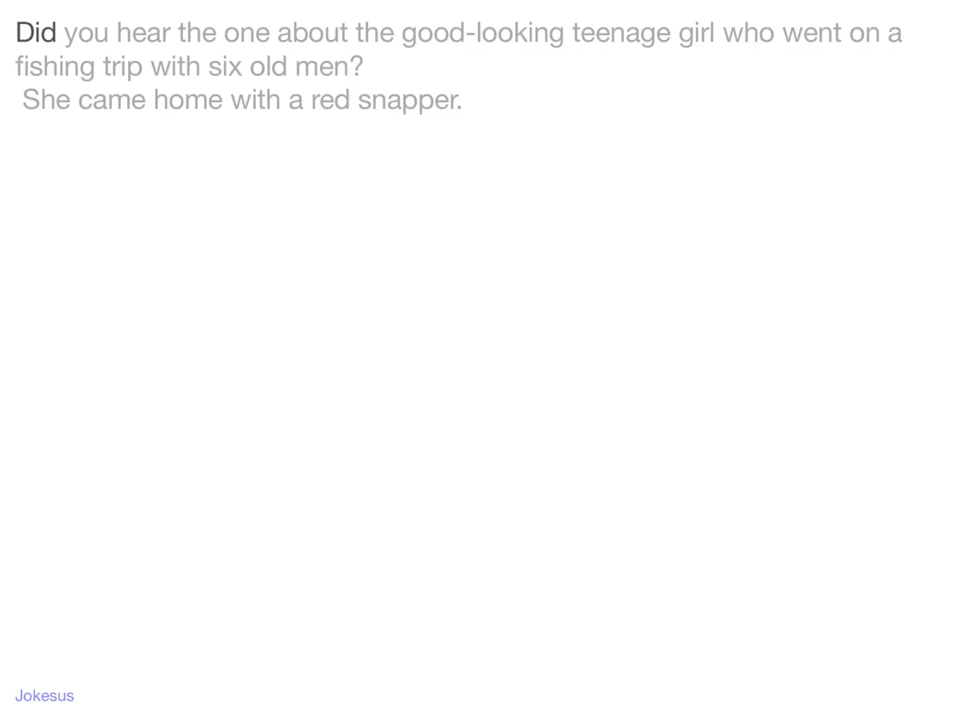 Did you hear the one about the good-looking teenage girl who went on a
fishing trip with six old men?
She came home with a red snapper.
Jokesus